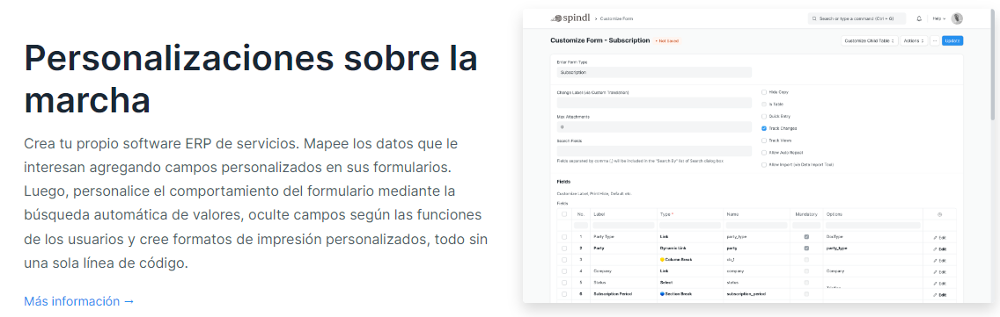 Personalizaciones sobre la
marcha
Crea tu propio software ERP de servicios. Mapee los datos que le
interesan agregando campos personalizados en sus formularios.
Luego, personalice el comportamiento del formulario mediante la
búsqueda automática de valores, oculte campos según las funciones
de los usuarios y cree formatos de impresión personalizados, todo sin
una sola línea de código.
Más información →
spindl > Customize Form Search or type a command (Ctrl + G) Help
Customize Form - Subscription • Not Saved Customize Child Table Actions ... Update
Enter Form Type
Subscription
Change Label (via Custom Translation)
Max Attachments
0
Search Fields
Fields separated by comma (,) will be included in the "Search By" list of Search dialog box
Hide Copy
Is Table
Quick Entry
Track Changes
Track Views
Allow Auto Repeat
Allow Import (via Data Import Tool)
Fields
Customize Label, Print Hide, Default etc.
Fields
No. Label Type * Name Mandatory Options
1 Party Type Link party_type DocType Edit
2 Party Dynamic Link party party_type Edit
3 Column Break cb_1 Edit
4 Company Link company Company Edit
5 Status Select status Edit
6 Subscription Period Section Break subscription_period Edit